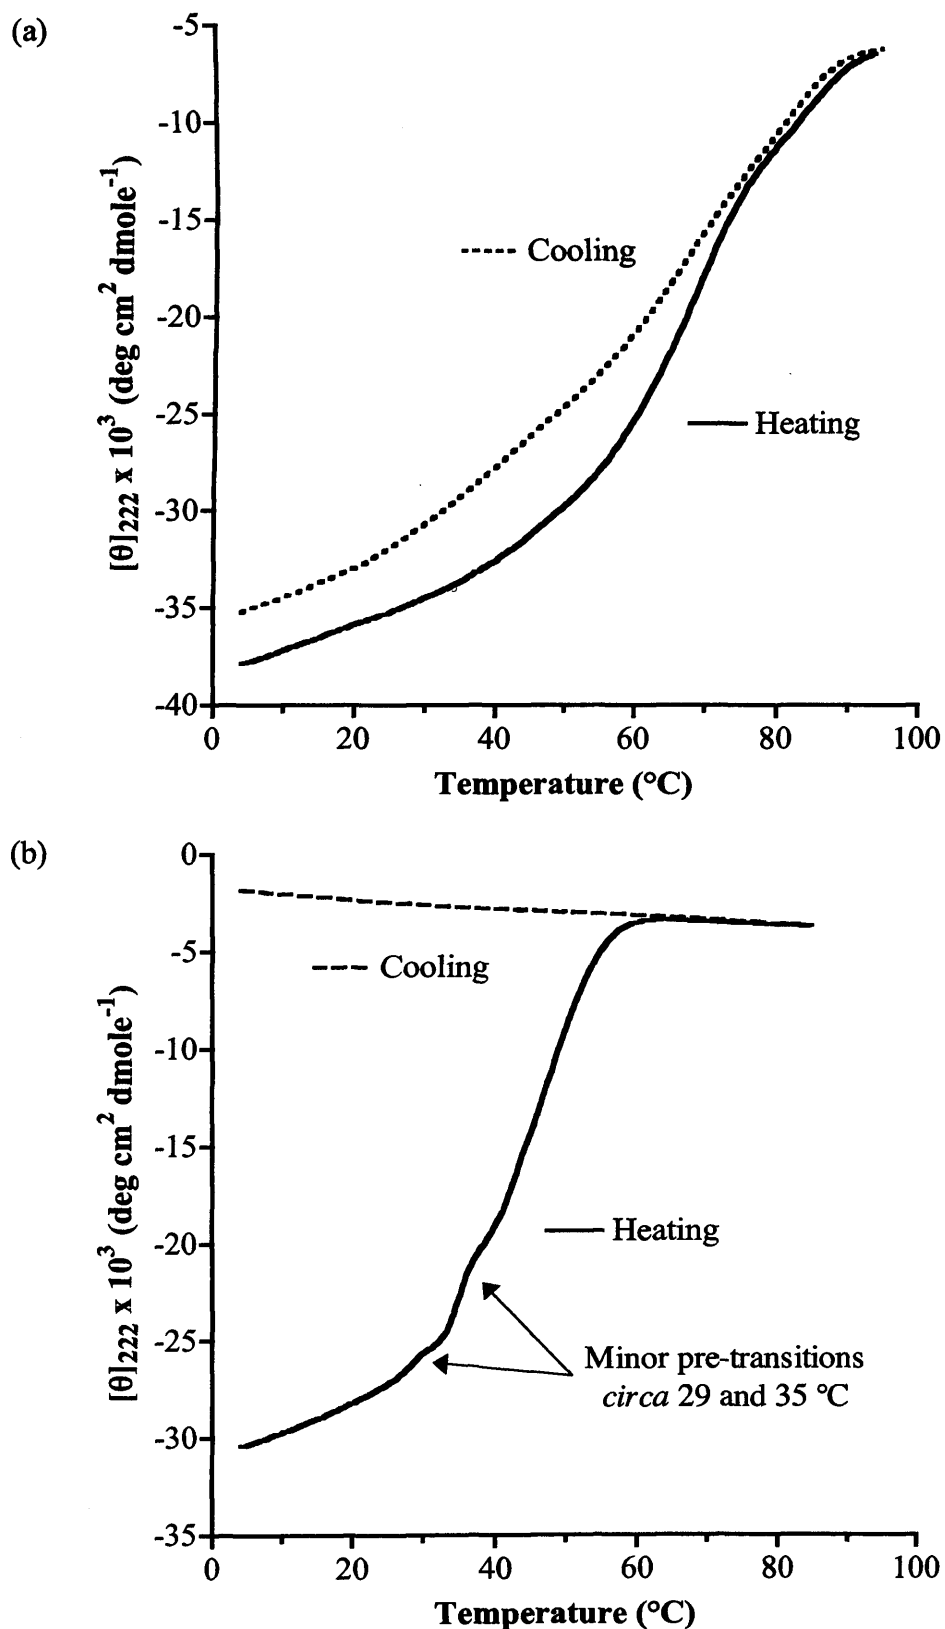 (a)
-5
-10
-15
-20
-25
-30
-35
-40
[θ]222 x 10³ (deg cm² dmole⁻¹)
Cooling
Heating
0 20 40 60 80 100
Temperature (°C)
(b)
0
-5
-10
-15
-20
-25
-30
-35
[θ]222 x 10³ (deg cm² dmole⁻¹)
Cooling
Heating
Minor pre-transitions
circa 29 and 35 °C
0 20 40 60 80 100
Temperature (°C)